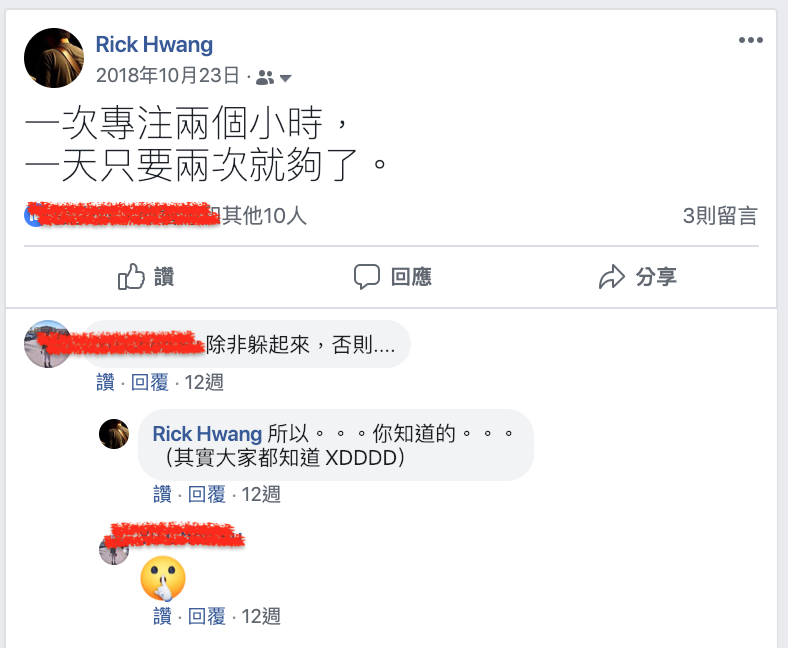 Rick Hwang
2018年10月23日 ·
一次專注兩個小時，
一天只要兩次就夠了。
其他10人
3則留言
讚
回應
分享
除非躲起來，否則....
讚 · 回覆 · 12週
Rick Hwang 所以。。。你知道的。。。
（其實大家都知道 XDDDD）
讚 · 回覆 · 12週
讚 · 回覆 · 12週